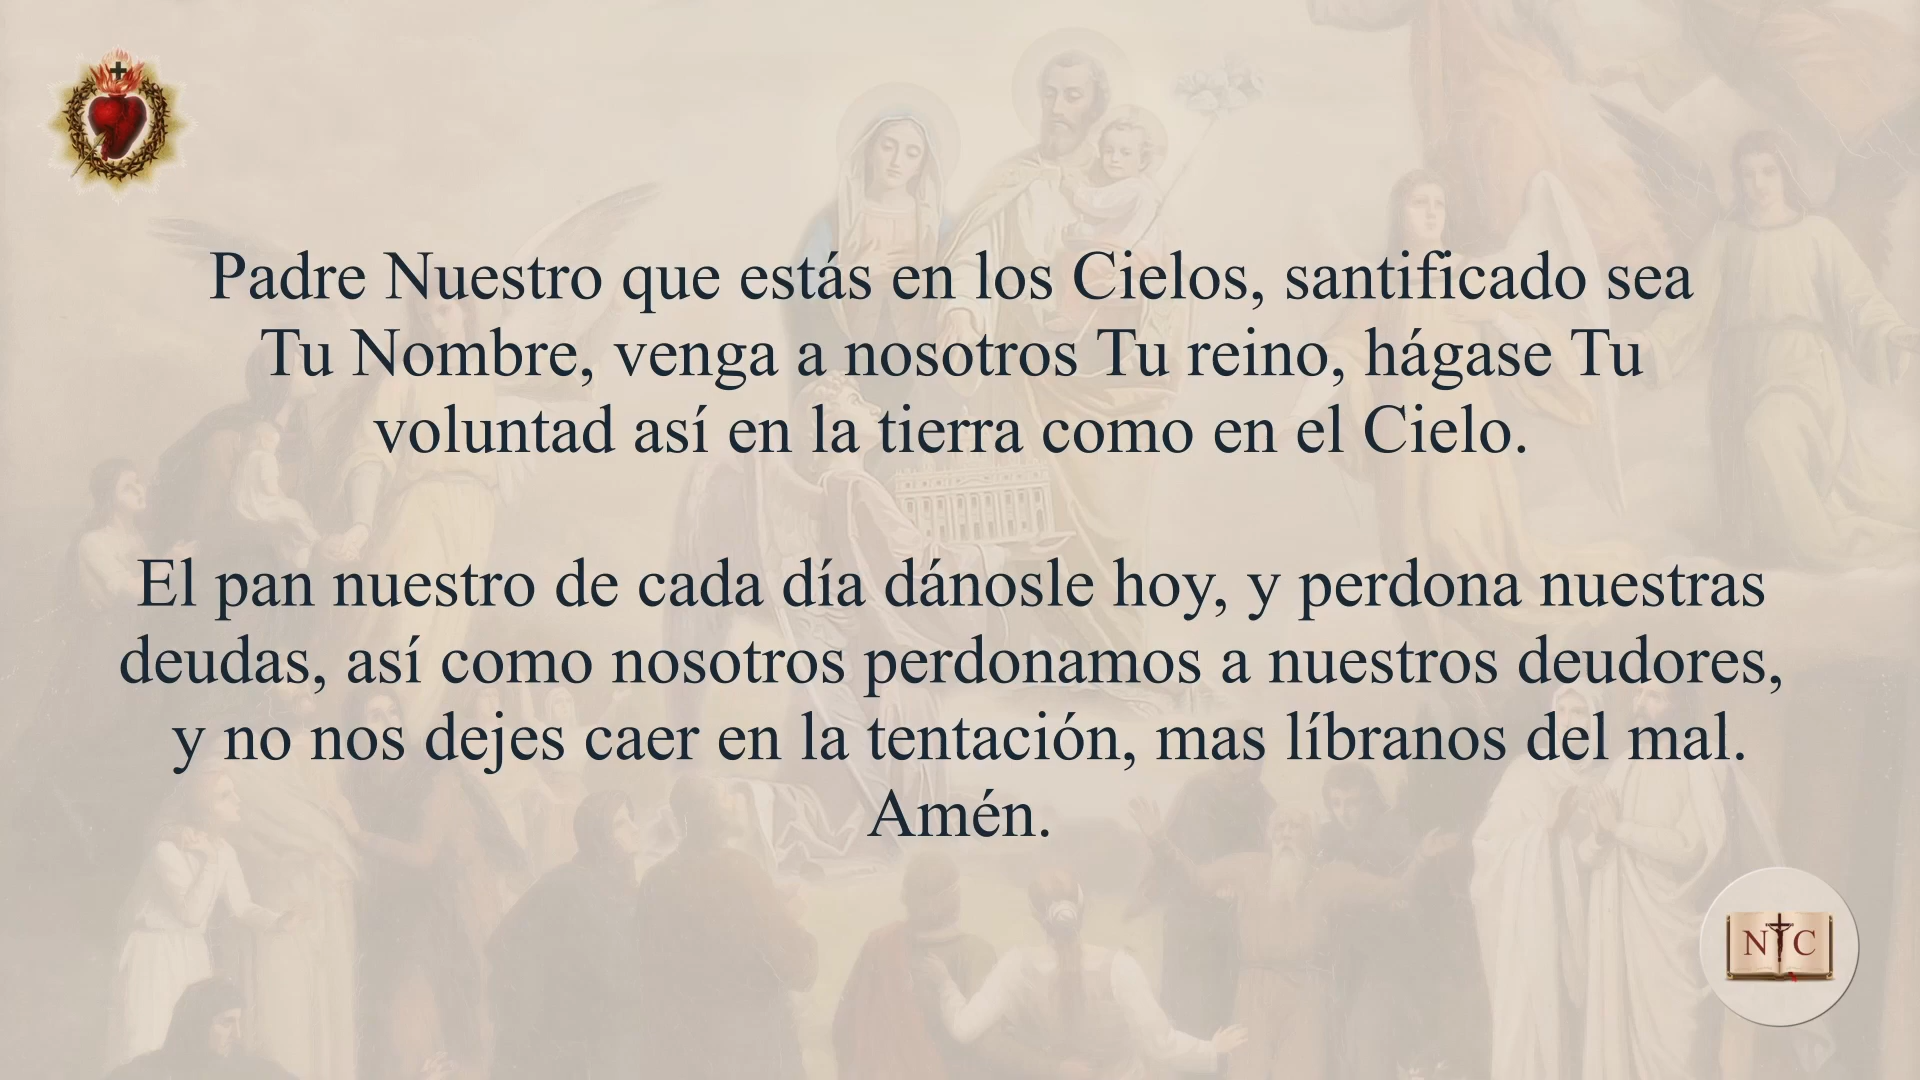 Padre Nuestro que estás en los Cielos, santificado sea
Tu Nombre, venga a nosotros Tu reino, hágase Tu
voluntad así en la tierra como en el Cielo.
El pan nuestro de cada día dánosle hoy, y perdona nuestras
deudas, así como nosotros perdonamos a nuestros deudores,
y no nos dejes caer en la tentación, mas líbranos del mal.
Amén.
N C